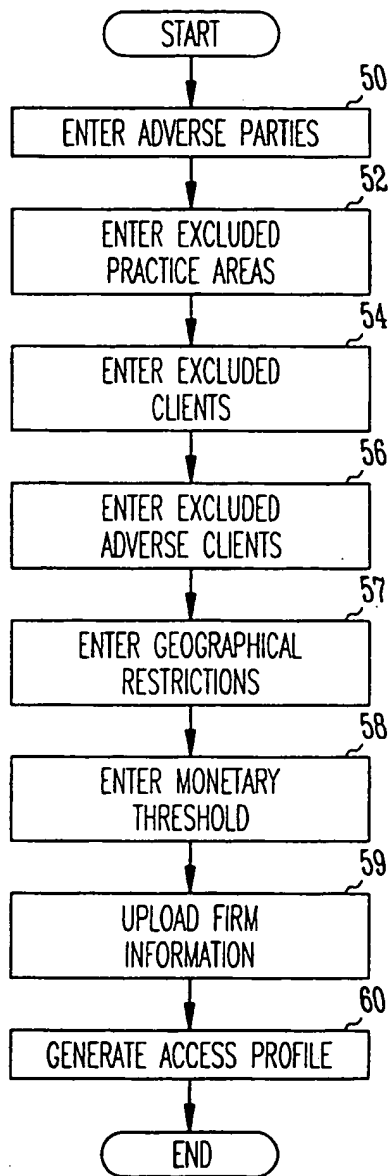 START
50
ENTER ADVERSE PARTIES
52
ENTER EXCLUDED
PRACTICE AREAS
54
ENTER EXCLUDED
CLIENTS
56
ENTER EXCLUDED
ADVERSE CLIENTS
57
ENTER GEOGRAPHICAL
RESTRICTIONS
58
ENTER MONETARY
THRESHOLD
59
UPLOAD FIRM
INFORMATION
60
GENERATE ACCESS PROFILE
END